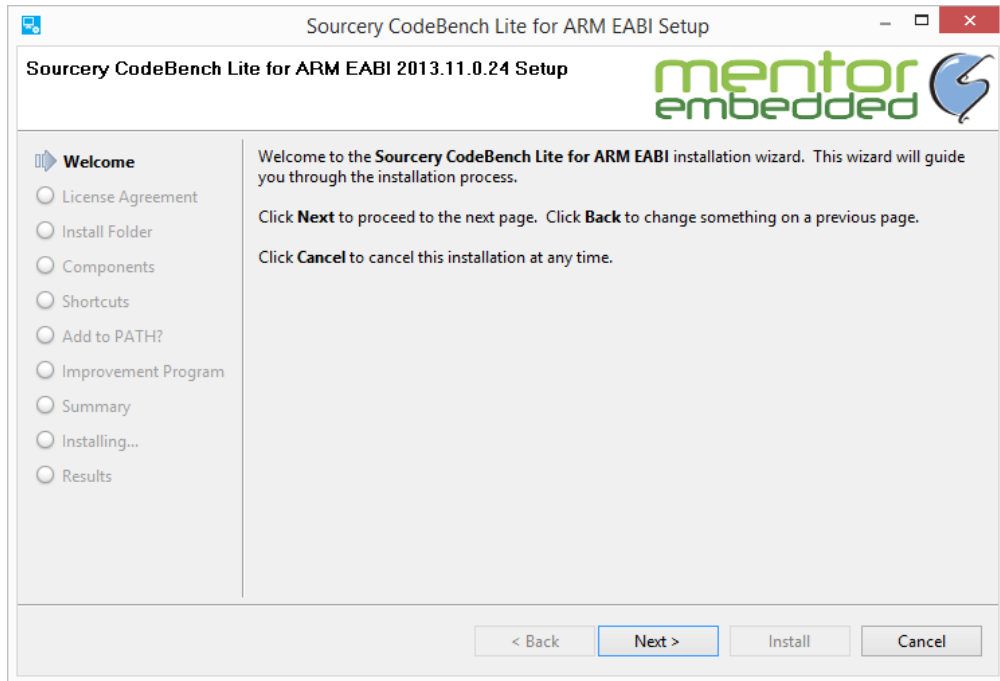 Sourcery CodeBench Lite for ARM EABI Setup
Sourcery CodeBench Lite for ARM EABI 2013.11.0.24 Setup
mentor
embedded
Welcome
License Agreement
Install Folder
Components
Shortcuts
Add to PATH?
Improvement Program
Summary
Installing...
Results
Welcome to the Sourcery CodeBench Lite for ARM EABI installation wizard. This wizard will guide
you through the installation process.
Click Next to proceed to the next page. Click Back to change something on a previous page.
Click Cancel to cancel this installation at any time.
< Back
Next >
Install
Cancel